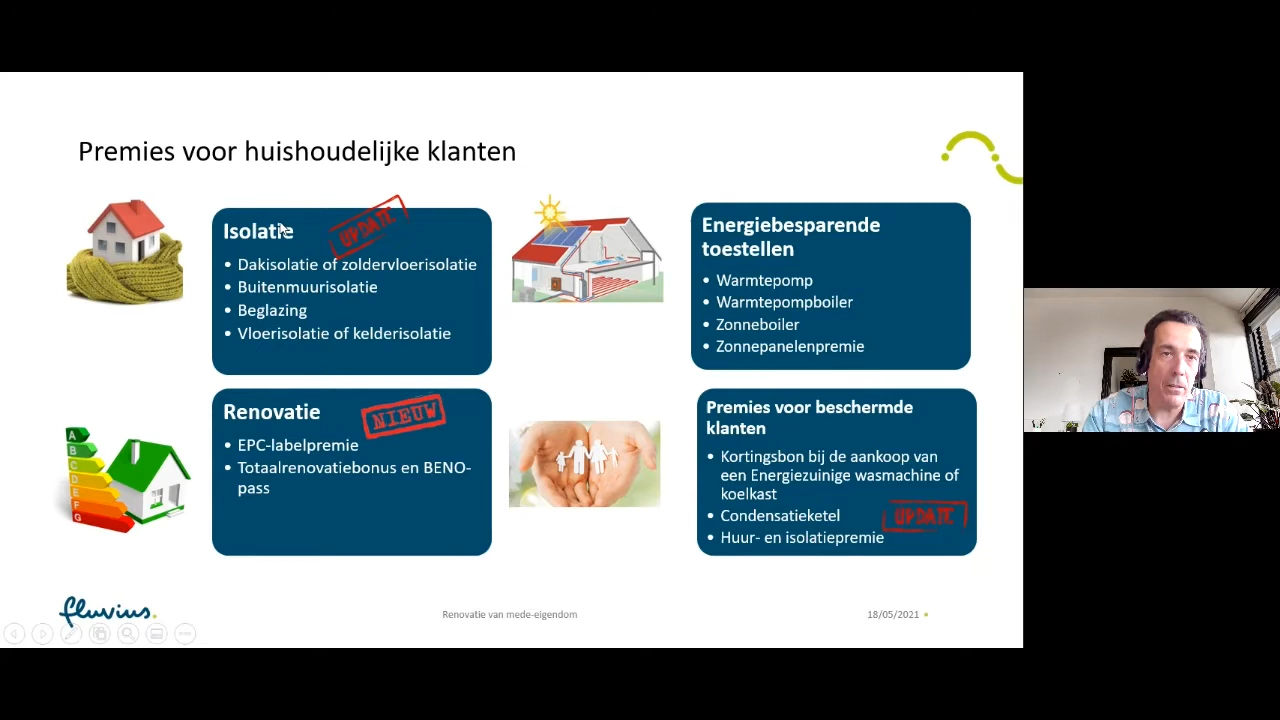 Premies voor huishoudelijke klanten
Isolatie
UPDATE
• Dakisolatie of zoldervloerisolatie
• Buitenmuurisolatie
• Beglazing
• Vloerisolatie of kelderisolatie
Energiebesparende
toestellen
• Warmtepomp
• Warmtepompboiler
• Zonneboiler
• Zonnepanelenpremie
Renovatie
NIEUW
• EPC-labelpremie
• Totaalrenovatiebonus en BENO-
pass
A
B
C
D
E
F
G
Premies voor beschermde
klanten
• Kortingsbon bij de aankoop van
een Energiezuinige wasmachine of
koelkast
• Condensatieketel
UPDATE
• Huur- en isolatiepremie
fluvius.
Renovatie van mede-eigendom
18/05/2021